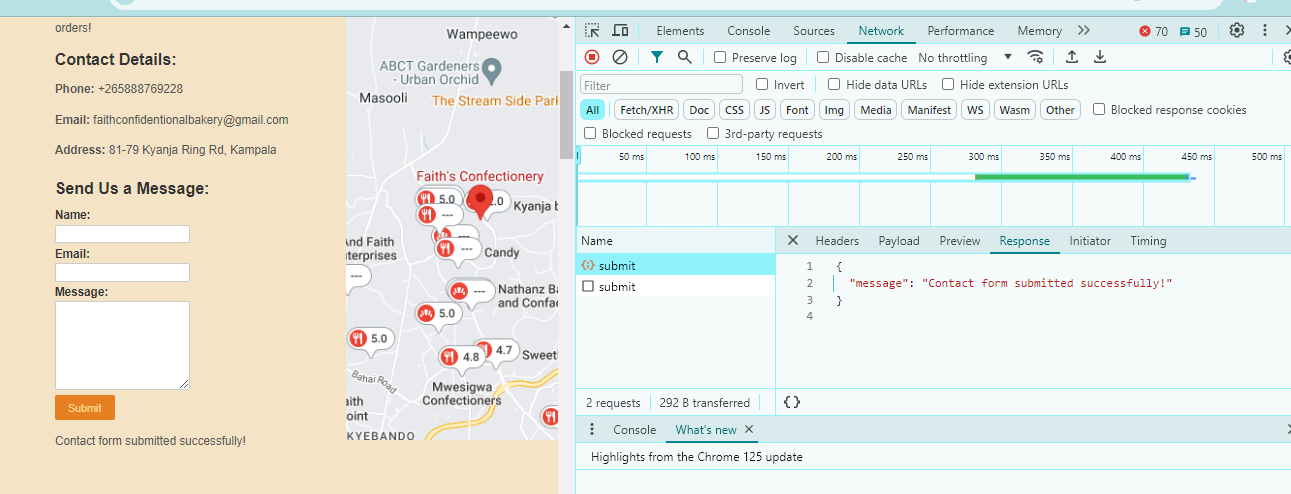 orders!
Contact Details:
Phone: +265888769228
Email: faithconfidentionalbakery@gmail.com
Address: 81-79 Kyanja Ring Rd, Kampala
Send Us a Message:
Name:
Email:
Message:
Submit
Contact form submitted successfully!
Wampeewo
ABCT Gardeners
- Urban Orchid
Masooli
The Stream Side Park
Faith's Confectionery
5.0
.0
---
Kyanja b
And Faith
terprises
---
---
Candy
---
---
Nathanz Ba
and Confac
5.0
5.0
4.7
4.8
Sweeti
Bahai Road
Mwesigwa
Confectioners
aith
oint
KYEBANDO
Elements Console Sources Network Performance Memory 70 50
Preserve log Disable cache No throttling
Filter Invert Hide data URLs Hide extension URLs
All Fetch/XHR Doc CSS JS Font Img Media Manifest WS Wasm Other Blocked response cookies
Blocked requests 3rd-party requests
50 ms 100 ms 150 ms 200 ms 250 ms 300 ms 350 ms 400 ms 450 ms 500 ms
Name
submit
submit
Headers Payload Preview Response Initiator Timing
1 {
2 "message": "Contact form submitted successfully!"
3 }
4
2 requests 292 B transferred { }
Console What's new
Highlights from the Chrome 125 update